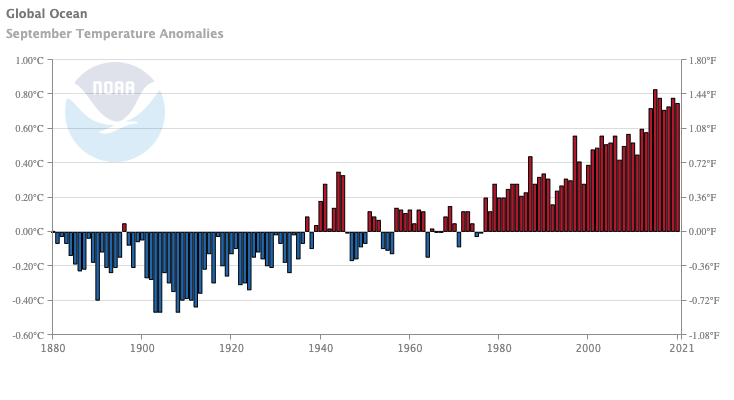 Global Ocean
September Temperature Anomalies
1.00°C 1.80°F
NOAA
0.80°C 1.44°F
0.60°C 1.08°F
0.40°C 0.72°F
0.20°C 0.36°F
0.00°C 0.00°F
-0.20°C -0.36°F
-0.40°C -0.72°F
-0.60°C -1.08°F
1880 1900 1920 1940 1960 1980 2000 2021